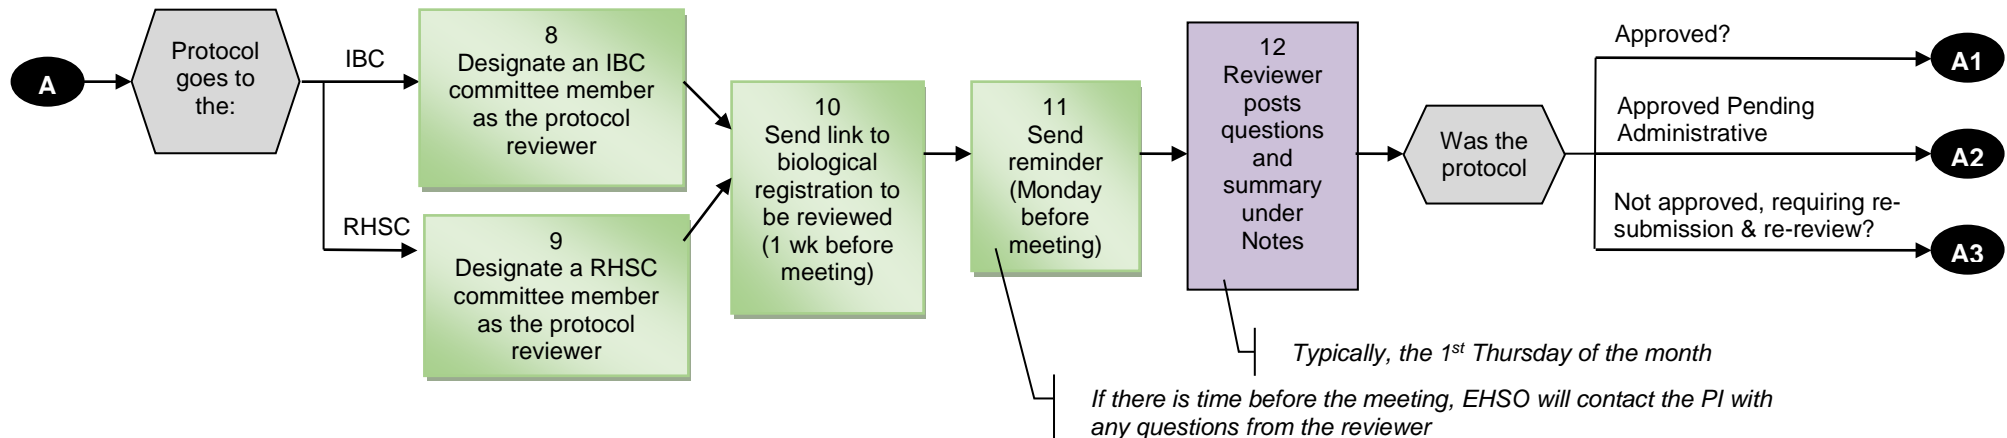 A
Protocol
goes to
the:
IBC
RHSC
8
Designate an IBC
committee member
as the protocol
reviewer
9
Designate a RHSC
committee member
as the protocol
reviewer
10
Send link to
biological
registration to
be reviewed
(1 wk before
meeting)
11
Send
reminder
(Monday
before
meeting)
12
Reviewer
posts
questions
and
summary
under
Notes
Was the
protocol
Approved?
A1
Approved Pending
Administrative
A2
Not approved, requiring re-
submission & re-review?
A3
Typically, the 1st Thursday of the month
If there is time before the meeting, EHSO will contact the PI with
any questions from the reviewer